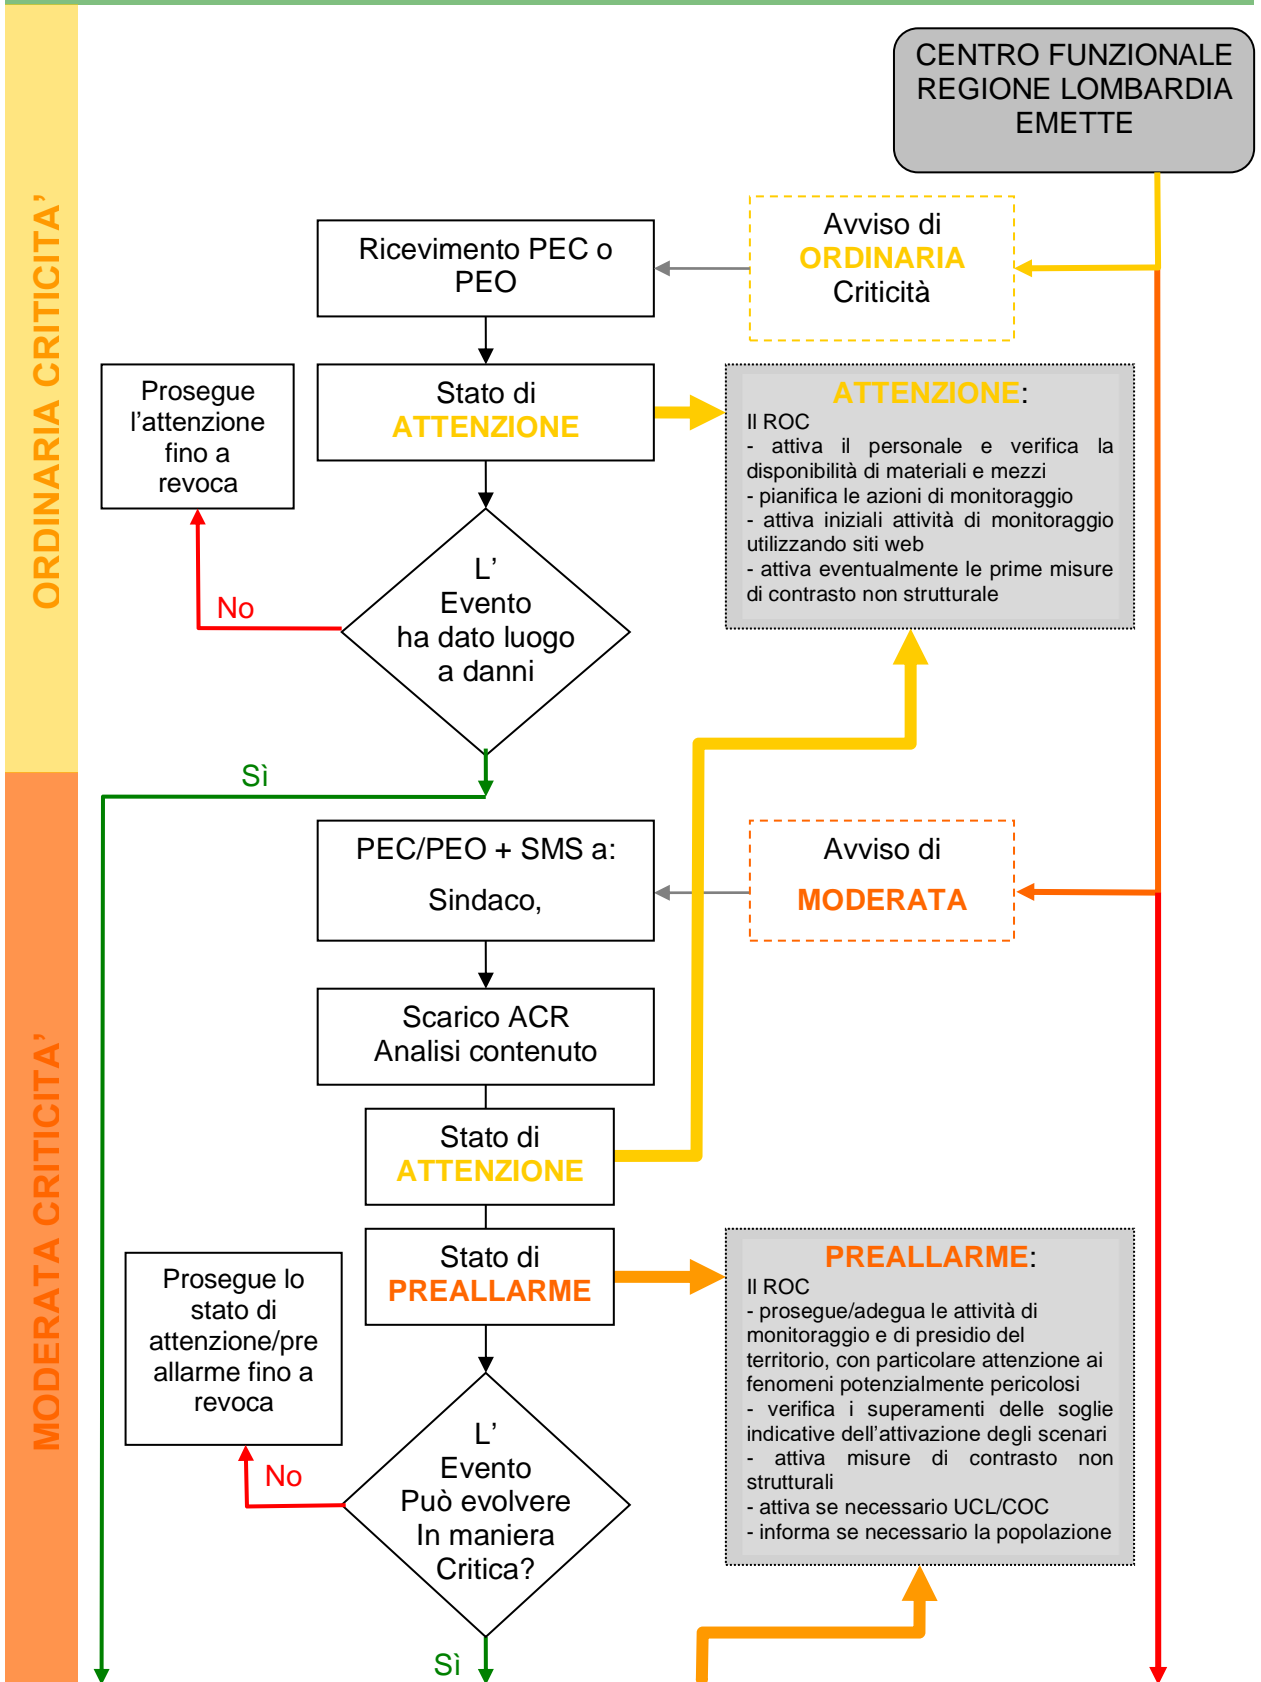 CENTRO FUNZIONALE
REGIONE LOMBARDIA
EMETTE
ORDINARIA CRITICITA’
Avviso di
ORDINARIA
Criticità
Ricevimento PEC o
PEO
Prosegue
l’attenzione
fino a
revoca
Stato di
ATTENZIONE
ATTENZIONE:
Il ROC
- attiva il personale e verifica la
disponibilità di materiali e mezzi
- pianifica le azioni di monitoraggio
- attiva iniziali attività di monitoraggio
utilizzando siti web
- attiva eventualmente le prime misure
di contrasto non strutturale
L’
Evento
ha dato luogo
a danni
No
Sì
MODERATA CRITICITA’
PEC/PEO + SMS a:
Sindaco,
Avviso di
MODERATA
Scarico ACR
Analisi contenuto
Stato di
ATTENZIONE
Stato di
PREALLARME
Prosegue lo
stato di
attenzione/pre
allarme fino a
revoca
PREALLARME:
Il ROC
- prosegue/adegua le attività di
monitoraggio e di presidio del
territorio, con particolare attenzione ai
fenomeni potenzialmente pericolosi
- verifica i superamenti delle soglie
indicative dell’attivazione degli scenari
- attiva misure di contrasto non
strutturali
- attiva se necessario UCL/COC
- informa se necessario la popolazione
L’
Evento
Può evolvere
In maniera
Critica?
No
Sì